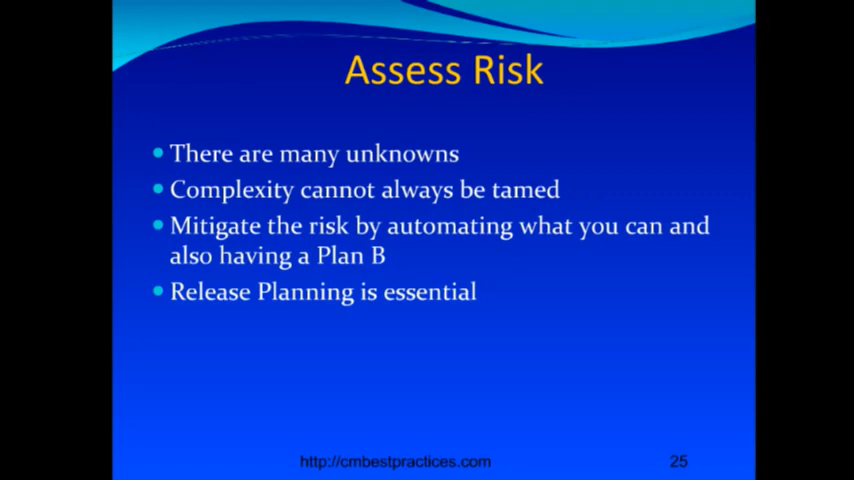 Assess Risk
There are many unknowns
Complexity cannot always be tamed
Mitigate the risk by automating what you can and
also having a Plan B
Release Planning is essential
http://cmbestpractices.com
25